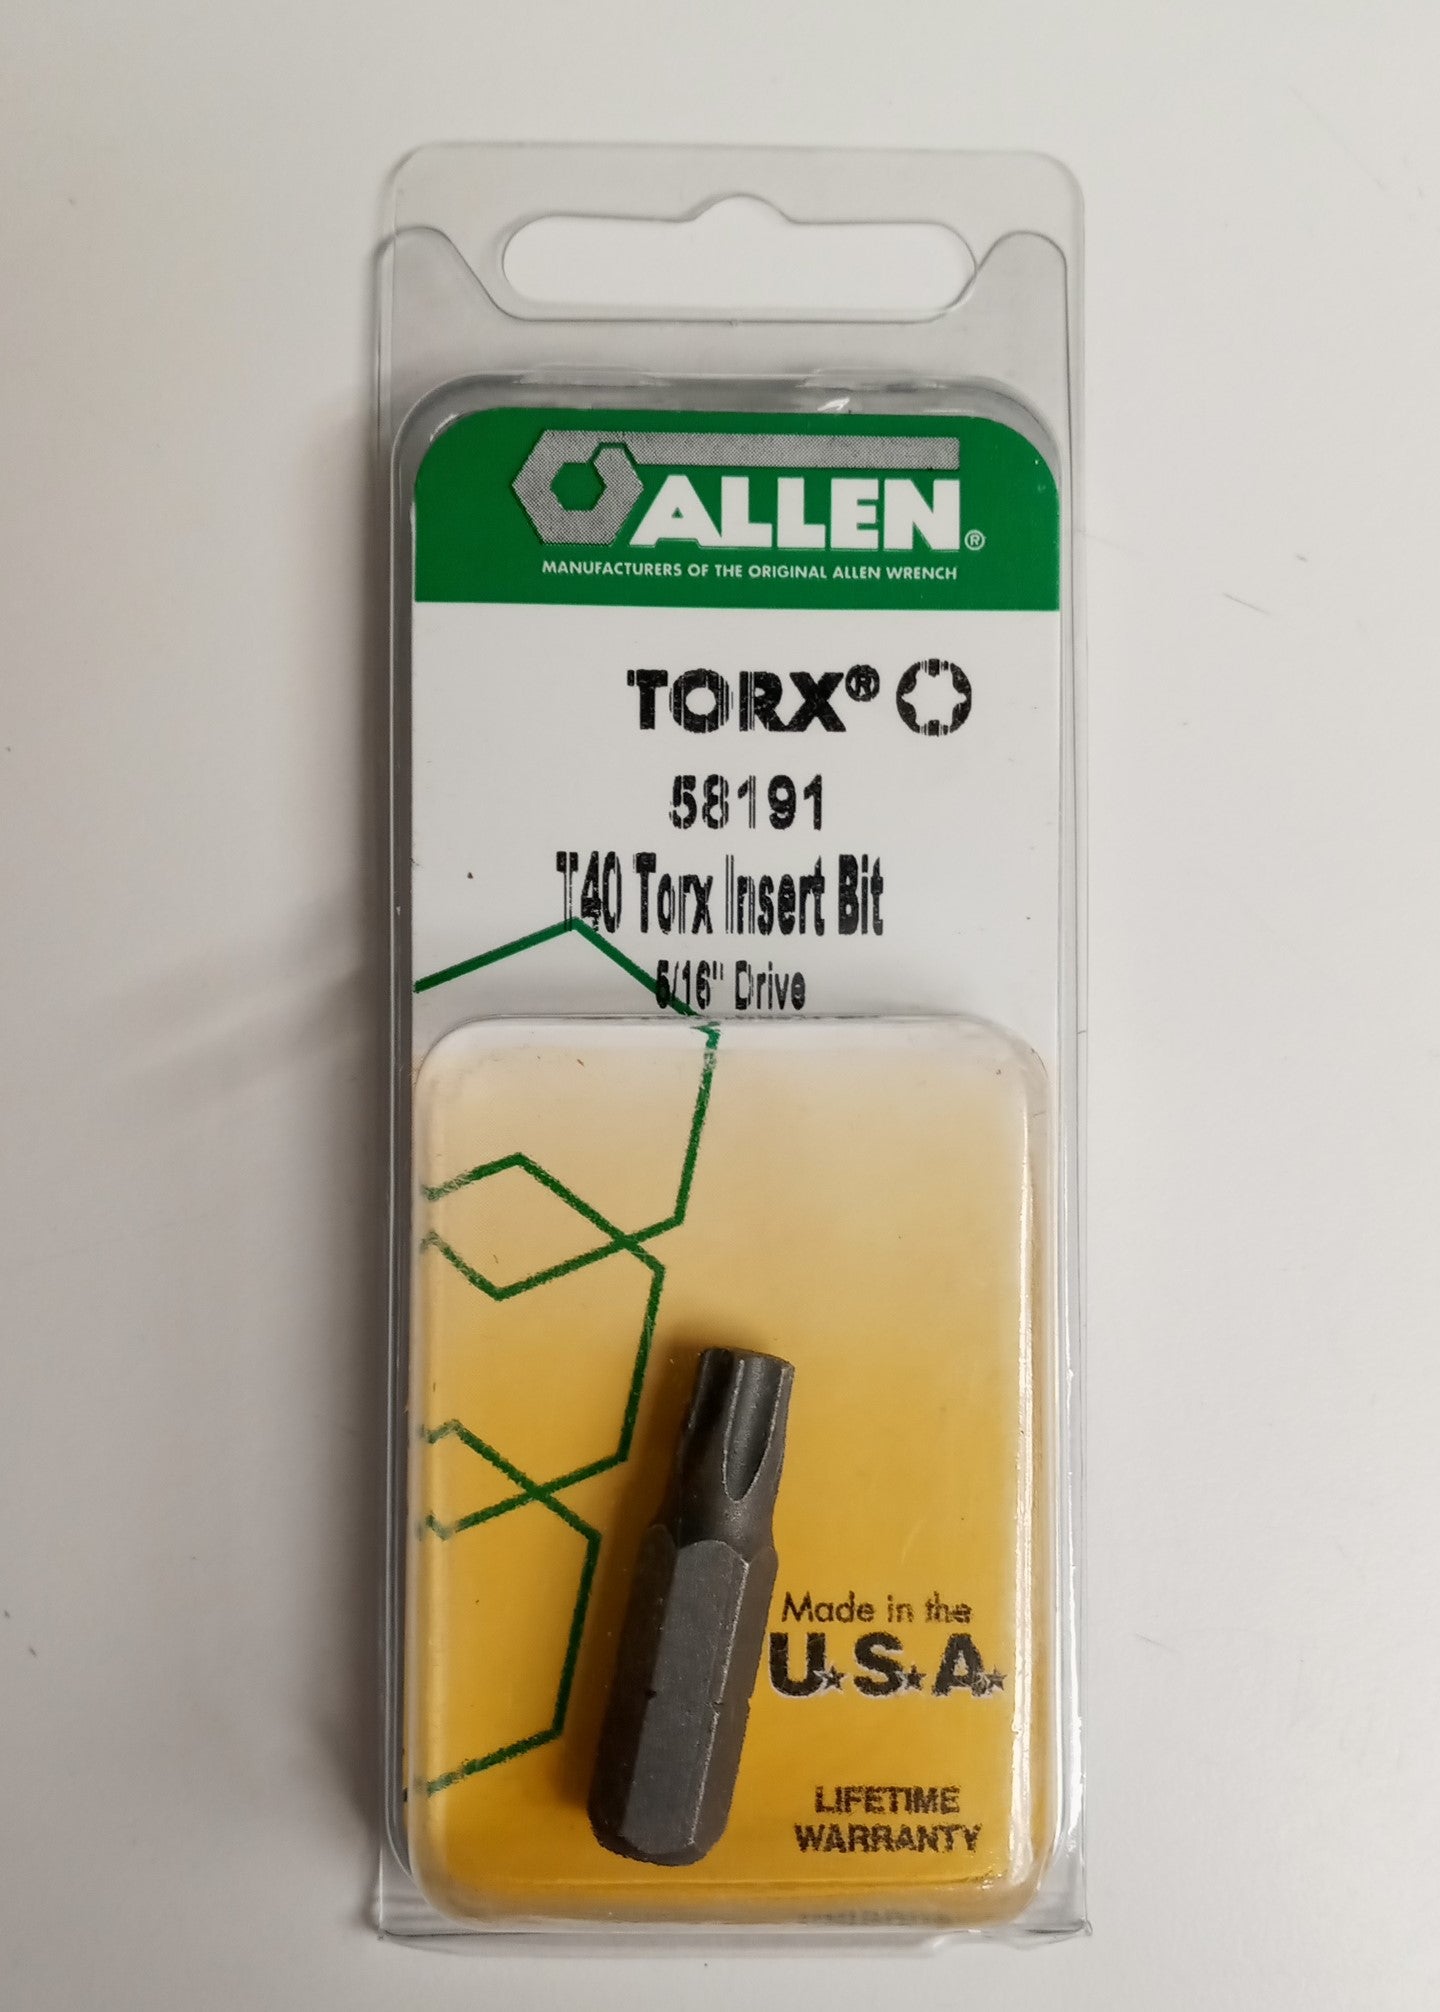 ALLEN®
MANUFACTURERS OF THE ORIGINAL ALLEN WRENCH
TORX®
58191
T40 Torx Insert Bit
5/16" Drive
Made in the
U.S.A.
LIFETIME
WARRANTY